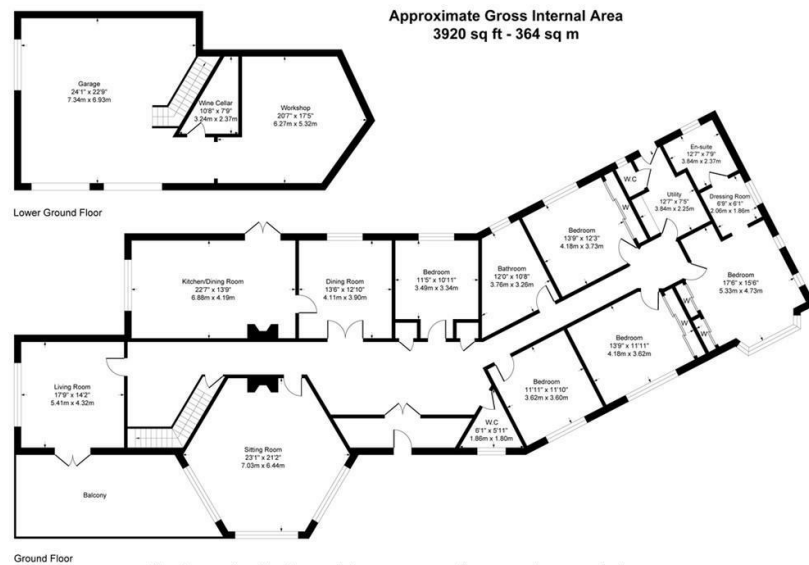 Approximate Gross Internal Area
3920 sq ft - 364 sq m
Garage
24'1" x 22'9"
7.34m x 6.93m
Wine Cellar
10'8" x 7'9"
3.24m x 2.37m
Workshop
20'7" x 17'5"
6.27m x 5.32m
Lower Ground Floor
En-suite
12'7" x 7'9"
3.84m x 2.37m
W.C
Utility
12'7" x 7'5"
3.84m x 2.25m
Dressing Room
6'9" x 6'1"
2.06m x 1.86m
W
Bedroom
13'9" x 12'3"
4.18m x 3.73m
Kitchen/Dining Room
22'7" x 13'9"
6.88m x 4.19m
Dining Room
13'6" x 12'10"
4.11m x 3.90m
Bedroom
11'5" x 10'11"
3.49m x 3.34m
Bathroom
12'0" x 10'8"
3.76m x 3.26m
Bedroom
17'6" x 15'6"
5.33m x 4.73m
W
W
W
Bedroom
13'9" x 11'11"
4.18m x 3.62m
Living Room
17'9" x 14'2"
5.41m x 4.32m
Bedroom
11'11" x 11'10"
3.62m x 3.60m
W.C
6'1" x 5'11"
1.86m x 1.80m
Sitting Room
23'1" x 21'2"
7.03m x 6.44m
Balcony
Ground Floor